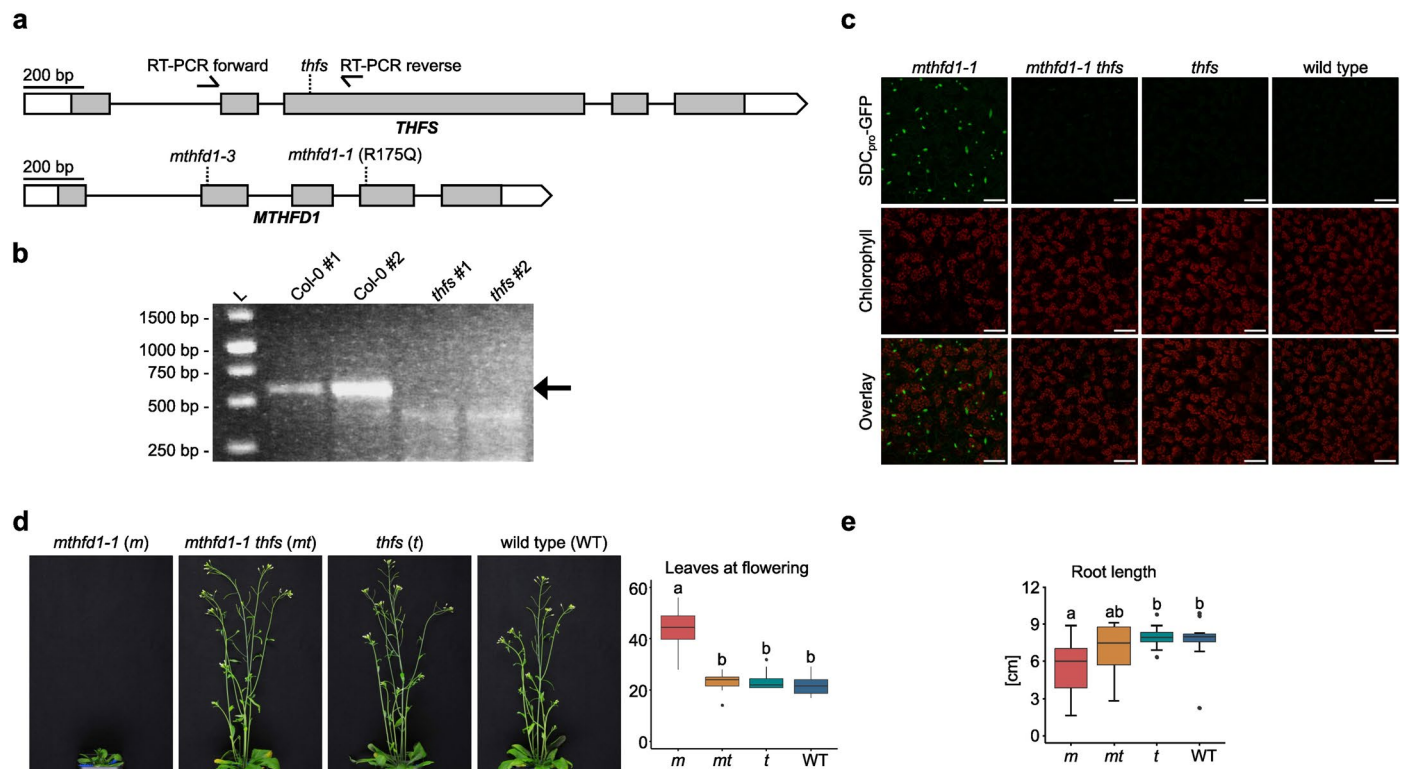 a
200 bp
RT-PCR forward
thfs
RT-PCR reverse
THFS
200 bp
mthfd1-3
mthfd1-1 (R175Q)
MTHFD1
b
L
Col-0 #1
Col-0 #2
thfs #1
thfs #2
1500 bp -
1000 bp -
750 bp -
500 bp -
250 bp -
c
mthfd1-1
mthfd1-1 thfs
thfs
wild type
SDCpro-GFP
Chlorophyll
Overlay
d
mthfd1-1 (m)
mthfd1-1 thfs (mt)
thfs (t)
wild type (WT)
Leaves at flowering
60
40
20
0
a
b
b
b
m
mt
t
WT
e
Root length
[cm]
12
9
6
3
0
a
ab
b
b
m
mt
t
WT